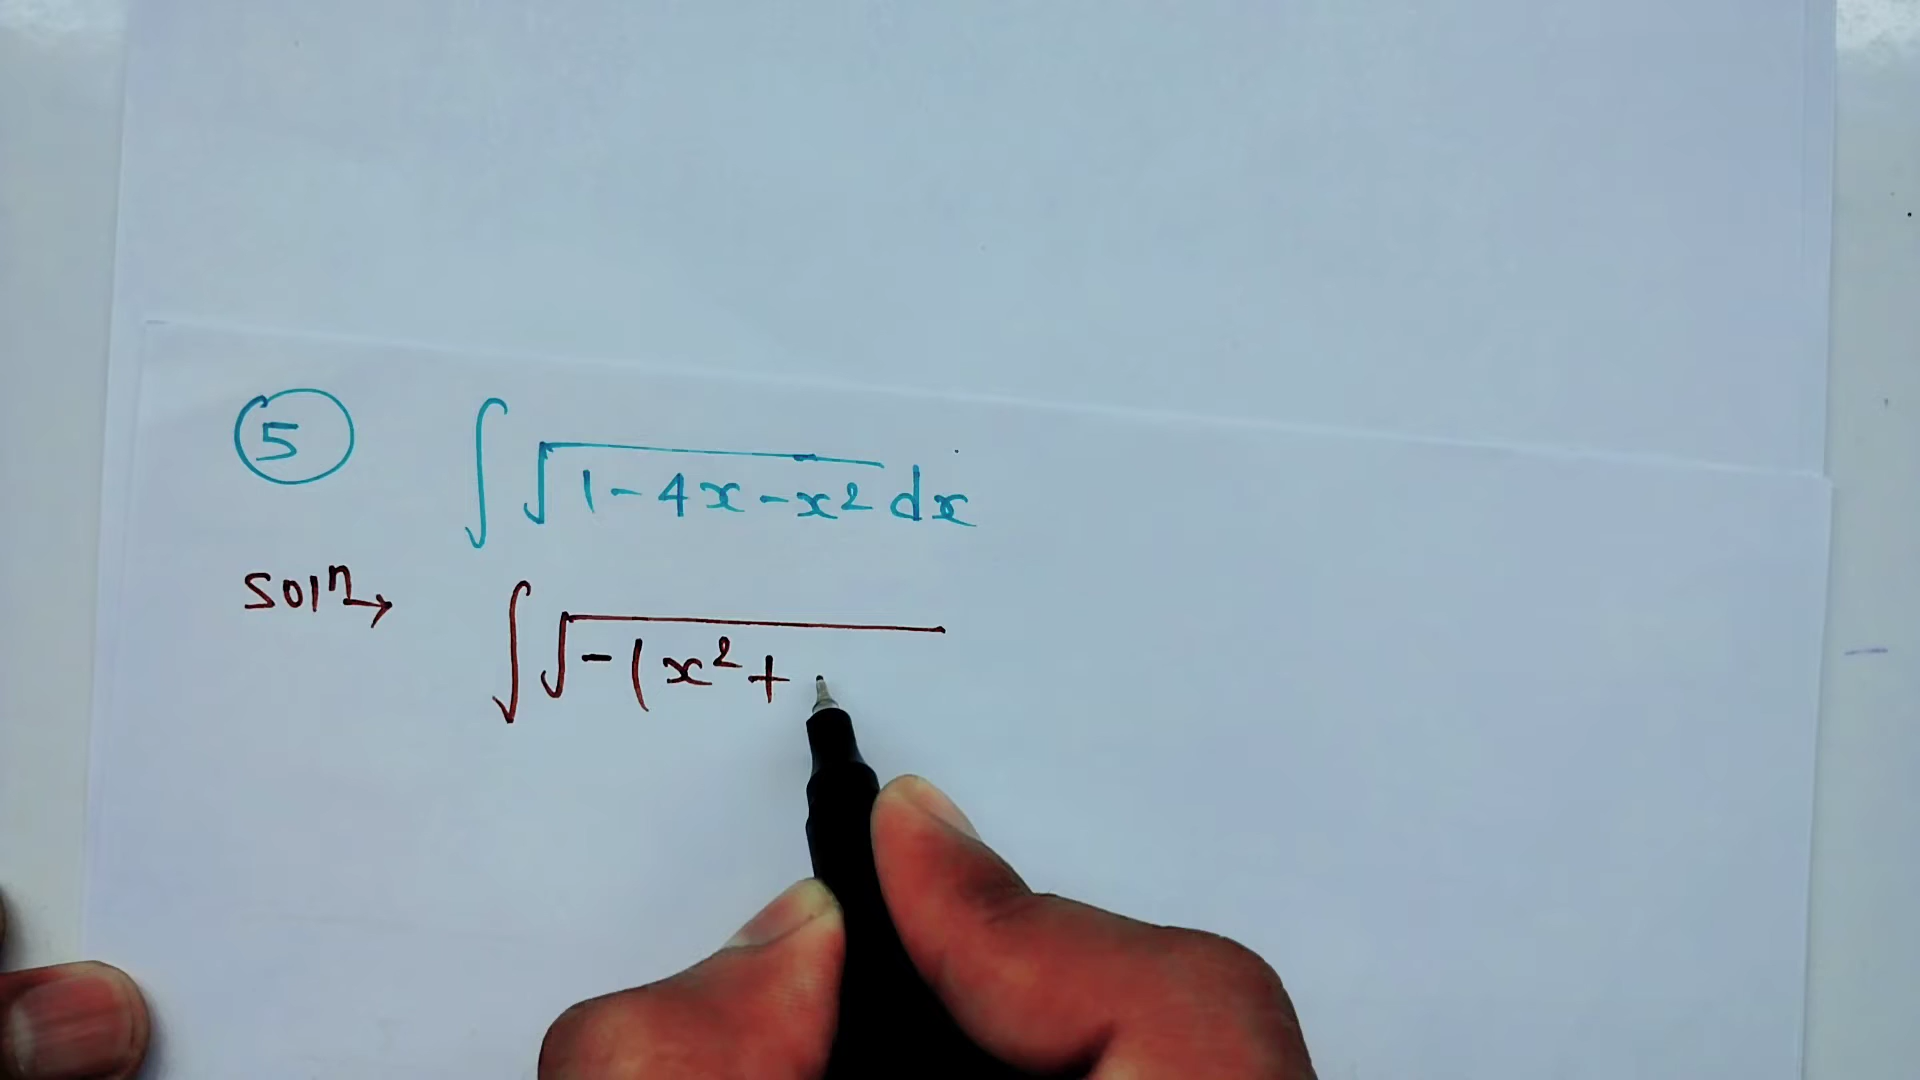 ⑤ ∫√1-4x-x² dx
Solⁿ→ ∫√-(x²+